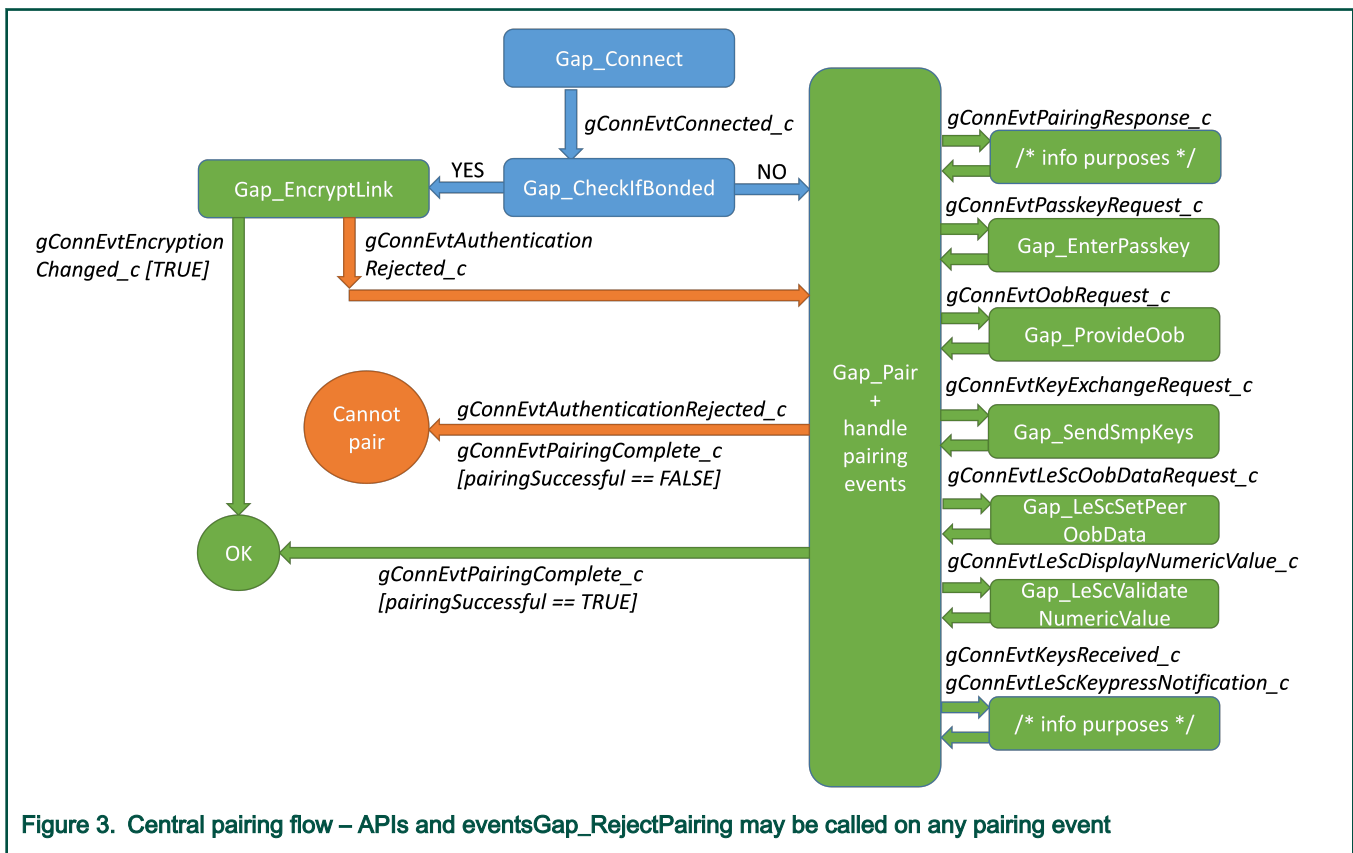 Gap_Connect
gConnEvtConnected_c
YES
Gap_CheckIfBonded
NO
Gap_EncryptLink
gConnEvtEncryption
Changed_c [TRUE]
gConnEvtAuthentication
Rejected_c
Cannot
pair
gConnEvtAuthenticationRejected_c
gConnEvtPairingComplete_c
[pairingSuccessful == FALSE]
OK
gConnEvtPairingComplete_c
[pairingSuccessful == TRUE]
Gap_Pair
+
handle
pairing
events
gConnEvtPairingResponse_c
/* info purposes */
gConnEvtPasskeyRequest_c
Gap_EnterPasskey
gConnEvtOobRequest_c
Gap_ProvideOob
gConnEvtKeyExchangeRequest_c
Gap_SendSmpKeys
gConnEvtLeScOobDataRequest_c
Gap_LeScSetPeer
OobData
gConnEvtLeScDisplayNumericValue_c
Gap_LeScValidate
NumericValue
gConnEvtKeysReceived_c
gConnEvtLeScKeypressNotification_c
/* info purposes */
Figure 3. Central pairing flow – APIs and eventsGap_RejectPairing may be called on any pairing event